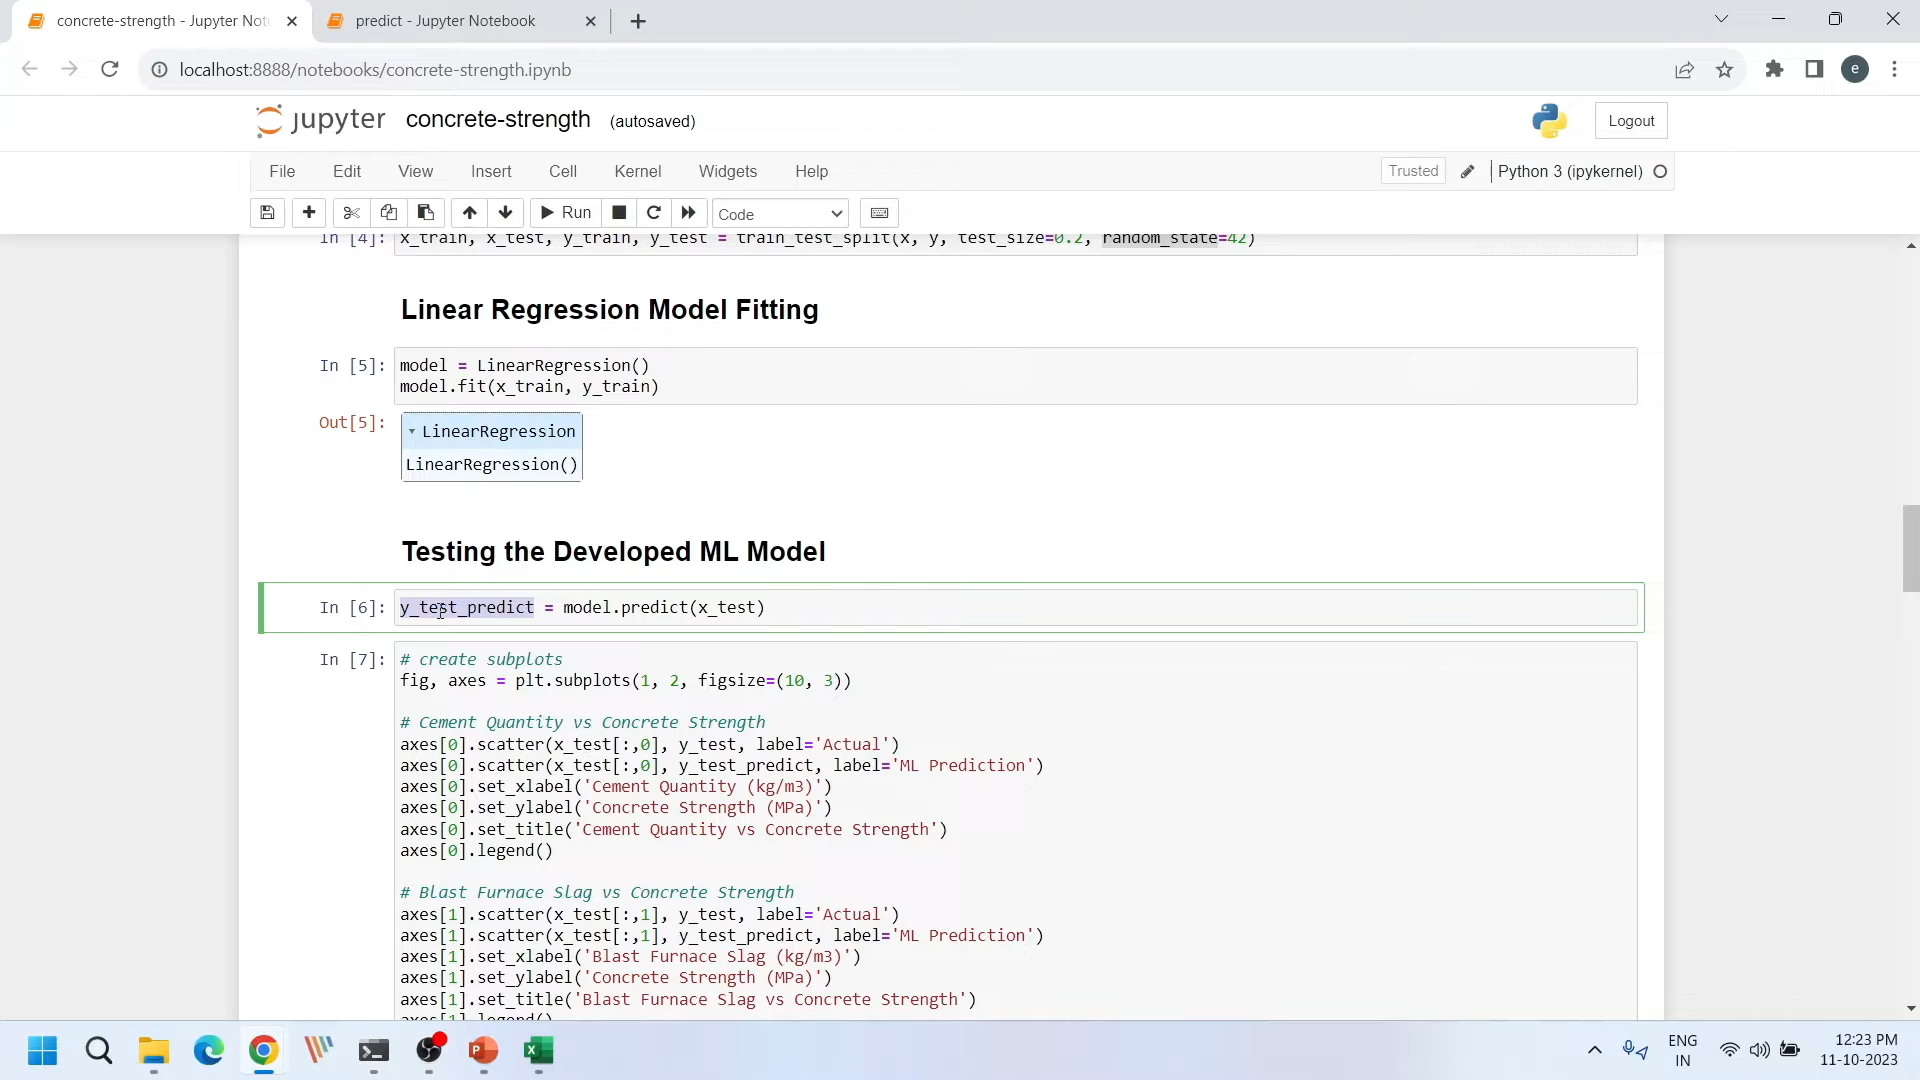 concrete-strength - Jupyter Not
predict - Jupyter Notebook
localhost:8888/notebooks/concrete-strength.ipynb
e
jupyter concrete-strength (autosaved)
Logout
File Edit View Insert Cell Kernel Widgets Help
Trusted Python 3 (ipykernel)
Run Code
In [4]: x_train, x_test, y_train, y_test = train_test_split(x, y, test_size=0.2, random_state=42)
Linear Regression Model Fitting
In [5]: model = LinearRegression()
model.fit(x_train, y_train)
Out[5]: LinearRegression
LinearRegression()
Testing the Developed ML Model
In [6]: y_test_predict = model.predict(x_test)
In [7]: # create subplots
fig, axes = plt.subplots(1, 2, figsize=(10, 3))
# Cement Quantity vs Concrete Strength
axes[0].scatter(x_test[:,0], y_test, label='Actual')
axes[0].scatter(x_test[:,0], y_test_predict, label='ML Prediction')
axes[0].set_xlabel('Cement Quantity (kg/m3)')
axes[0].set_ylabel('Concrete Strength (MPa)')
axes[0].set_title('Cement Quantity vs Concrete Strength')
axes[0].legend()
# Blast Furnace Slag vs Concrete Strength
axes[1].scatter(x_test[:,1], y_test, label='Actual')
axes[1].scatter(x_test[:,1], y_test_predict, label='ML Prediction')
axes[1].set_xlabel('Blast Furnace Slag (kg/m3)')
axes[1].set_ylabel('Concrete Strength (MPa)')
axes[1].set_title('Blast Furnace Slag vs Concrete Strength')
axes[1].legend()
ENG
IN
12:23 PM
11-10-2023